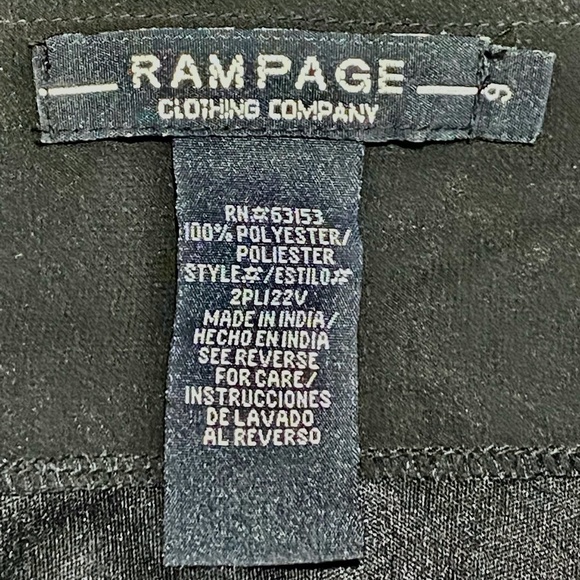 RAMPAGE
CLOTHING COMPANY
9
RN#63153
100% POLYESTER/
POLIESTER
STYLE#/ESTILO#
2PL122V
MADE IN INDIA/
HECHO EN INDIA
SEE REVERSE
FOR CARE/
INSTRUCCIONES
DE LAVADO
AL REVERSO